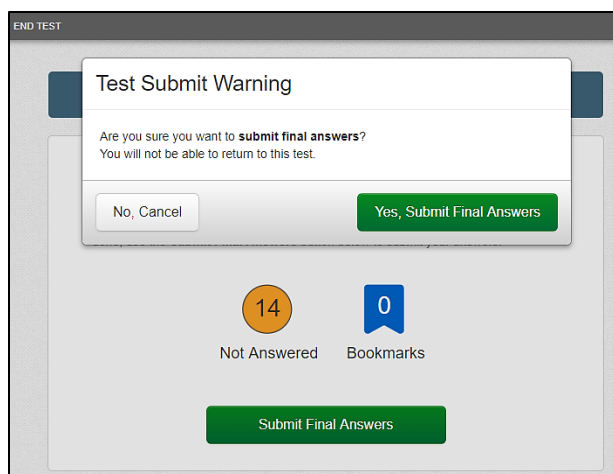 END TEST
Test Submit Warning
Are you sure you want to submit final answers?
You will not be able to return to this test.
No, Cancel
Yes, Submit Final Answers
14
0
Not Answered
Bookmarks
Submit Final Answers